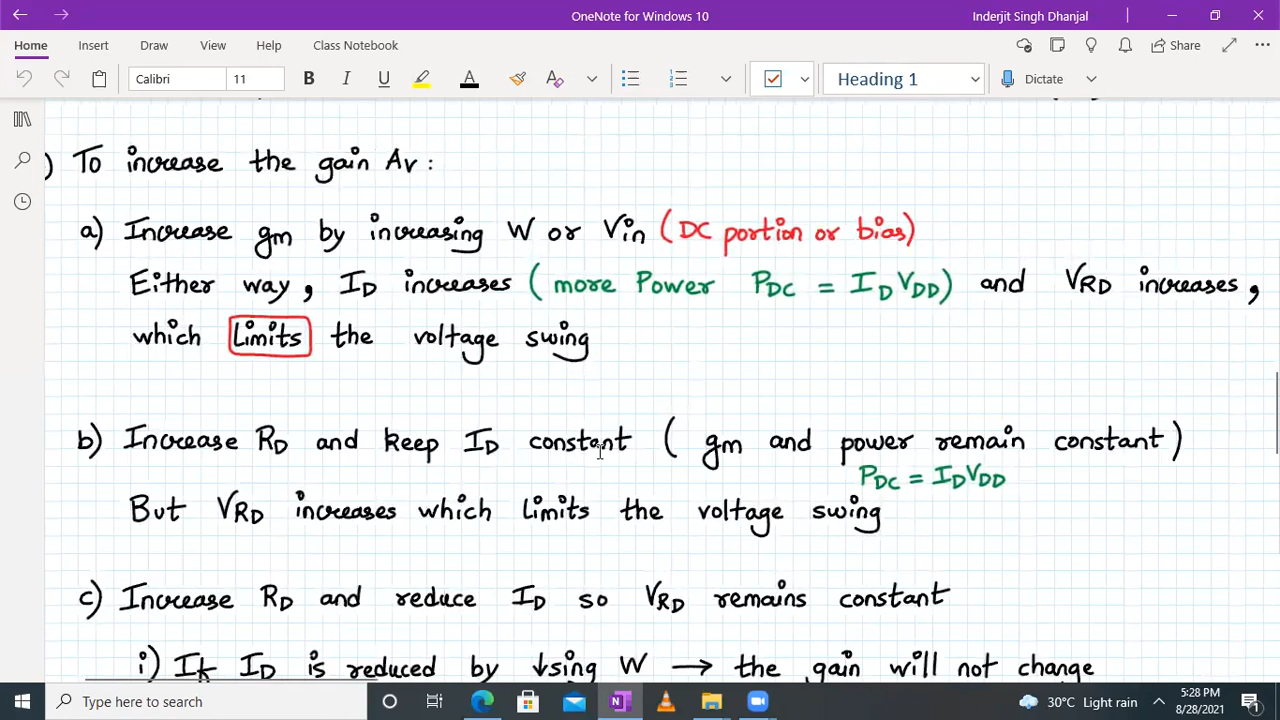 OneNote for Windows 10
Inderjit Singh Dhanjal
Home Insert Draw View Help Class Notebook
Share
Calibri 11 B I U A
Heading 1
Dictate
) To increase the gain Av :
a) Increase gm by increasing W or Vin (DC portion or bias)
Either way, ID increases (more Power PDC = IDVDD) and VRD increases,
which Limits the voltage swing
b) Increase RD and keep ID constant ( gm and power remain constant)
PDC = IDVDD
But VRD increases which limits the voltage swing
c) Increase RD and reduce ID so VRD remains constant
i) If ID is reduced by ↓sing W → the gain will not change
Type here to search
30°C Light rain
5:28 PM
8/28/2021